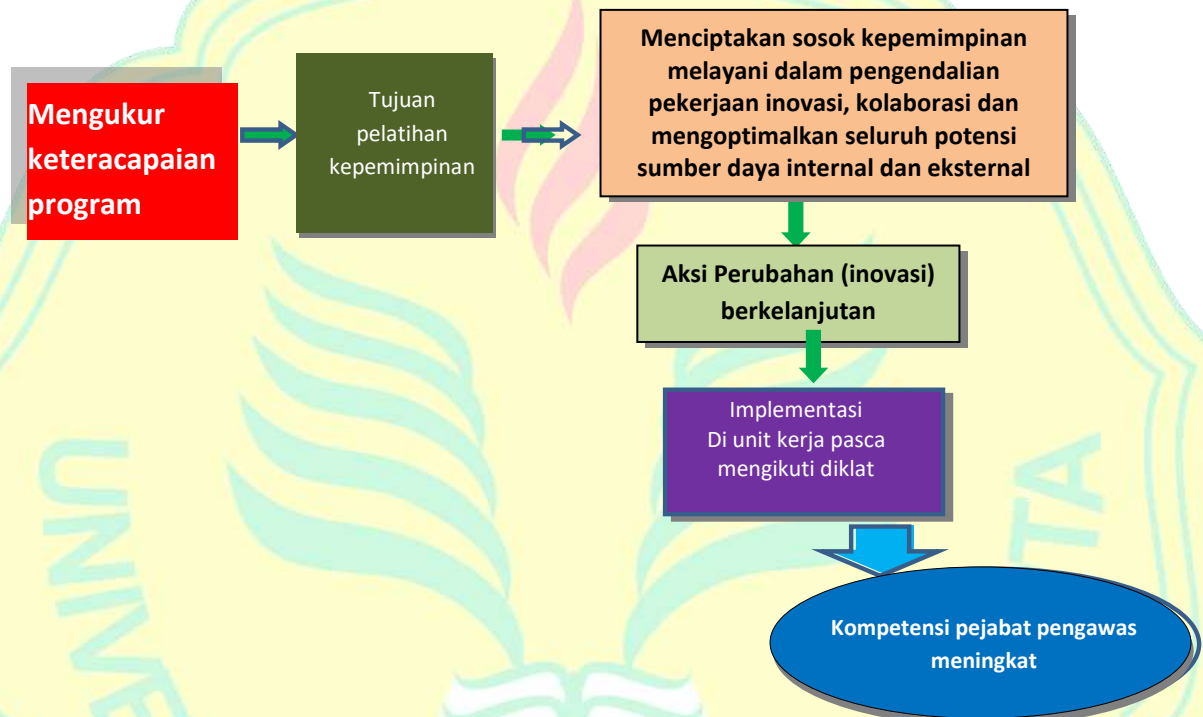 Mengukur
keteracapaian
program
Tujuan
pelatihan
kepemimpinan
Menciptakan sosok kepemimpinan
melayani dalam pengendalian
pekerjaan inovasi, kolaborasi dan
mengoptimalkan seluruh potensi
sumber daya internal dan eksternal
Aksi Perubahan (inovasi)
berkelanjutan
Implementasi
Di unit kerja pasca
mengikuti diklat
Kompetensi pejabat pengawas
meningkat
UNIVE
TA